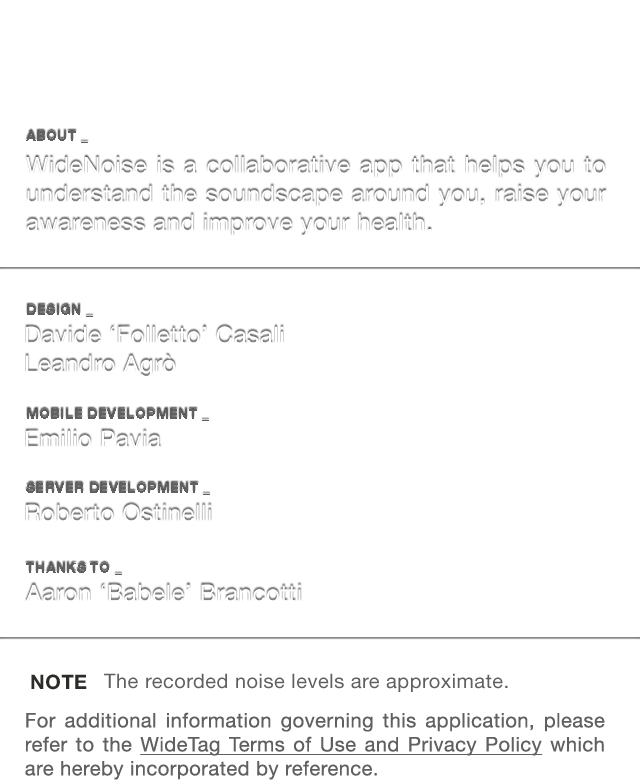 ABOUT _
WideNoise is a collaborative app that helps you to
understand the soundscape around you, raise your
awareness and improve your health.
DESIGN _
Davide ‘Folletto’ Casali
Leandro Agrò
MOBILE DEVELOPMENT _
Emilio Pavia
SERVER DEVELOPMENT _
Roberto Ostinelli
THANKS TO _
Aaron ‘Babele’ Brancotti
NOTE The recorded noise levels are approximate.
For additional information governing this application, please
refer to the WideTag Terms of Use and Privacy Policy which
are hereby incorporated by reference.